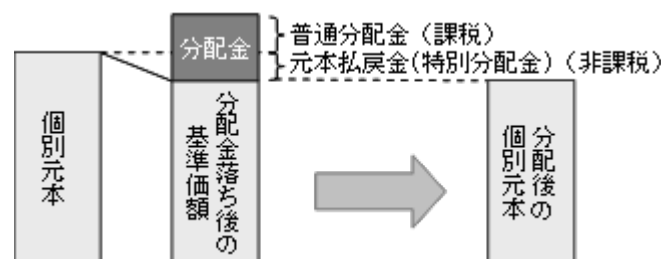 分配金
普通分配金（課税）
元本払戻金(特別分配金)（非課税）
個別元本
分配金落ち後の
基準価額
分配後の
個別元本